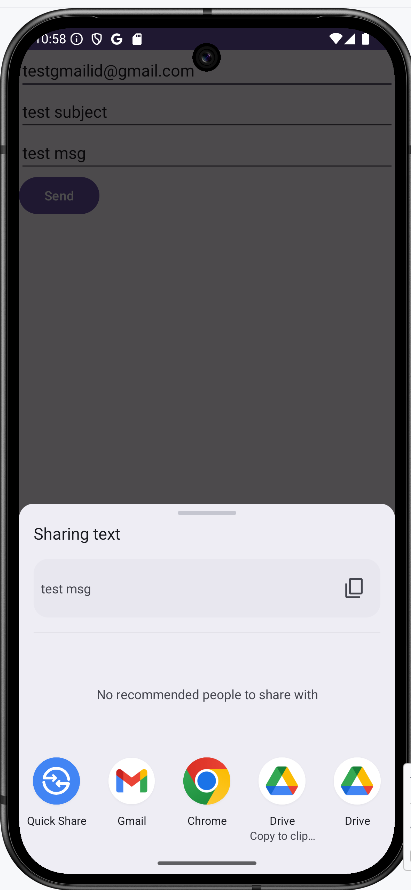 10:58
testgmailid@gmail.com
test subject
test msg
Send
Sharing text
test msg
No recommended people to share with
Quick Share
Gmail
Chrome
Drive
Copy to clip...
Drive